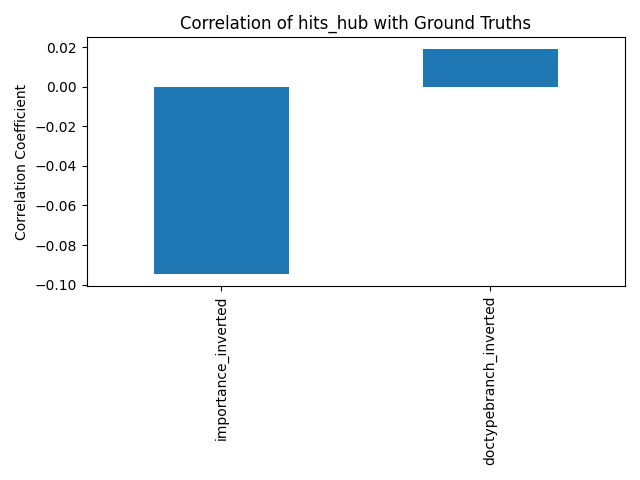 Correlation of hits_hub with Ground Truths
Correlation Coefficient
0.02
0.00
−0.02
−0.04
−0.06
−0.08
−0.10
importance_inverted
doctypebranch_inverted